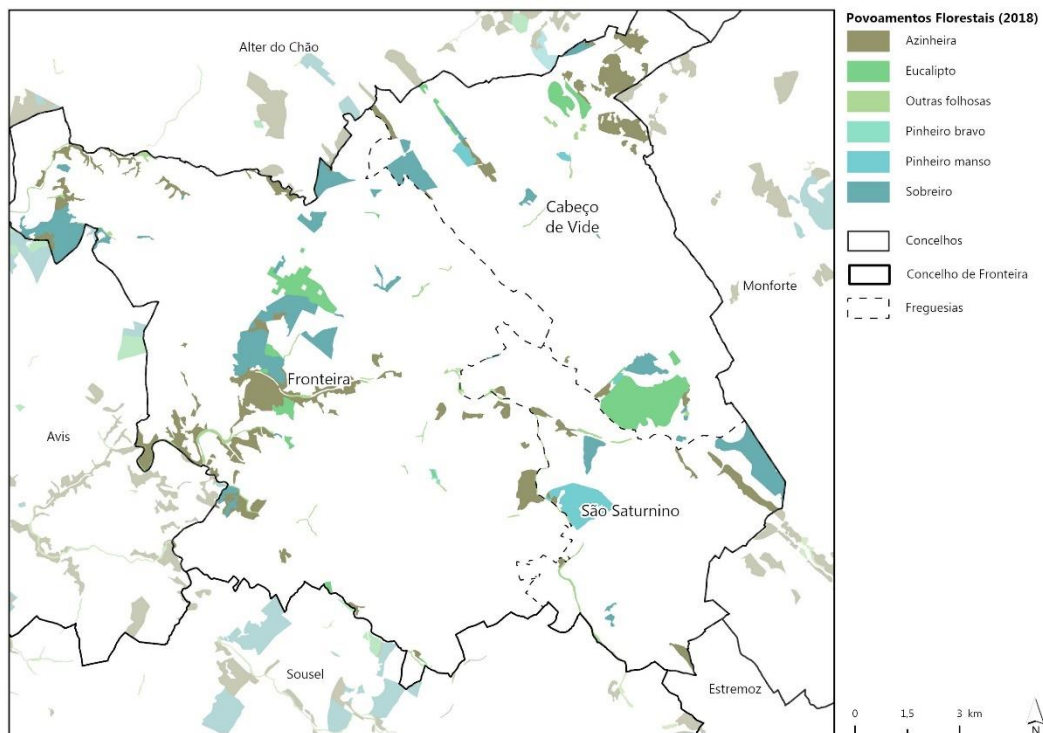 Povoamentos Florestais (2018)
Azinheira
Eucalipto
Outras folhosas
Pinheiro bravo
Pinheiro manso
Sobreiro
Concelhos
Concelho de Fronteira
Freguesias
Alter do Chão
Cabeço
de Vide
Monforte
Fronteira
Avis
São Saturnino
Sousel
Estremoz
0 1,5 3 km
N